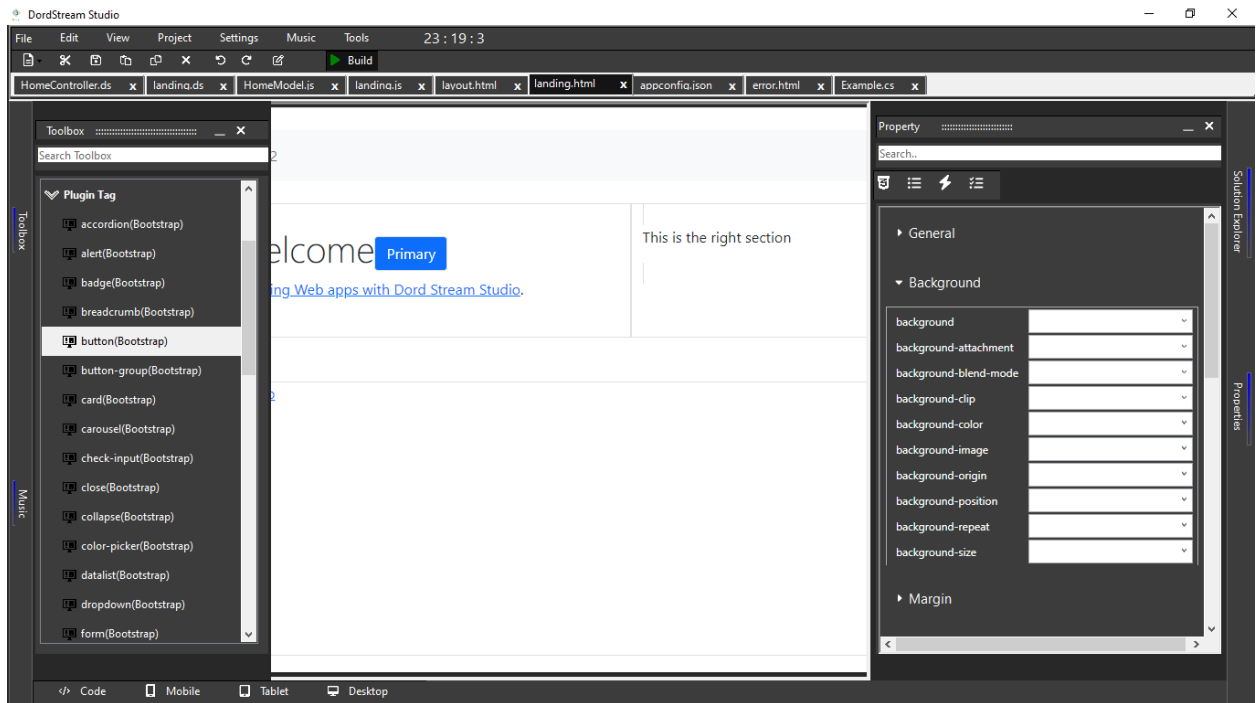 DordStream Studio
File Edit View Project Settings Music Tools 23:19:3
Build
HomeController.ds x landing.ds x HomeModel.js x landing.js x layout.html x landing.html x appconfig.json x error.html x Example.cs x
Toolbox
Music
Toolbox
Search Toolbox
Plugin Tag
accordion(Bootstrap)
alert(Bootstrap)
badge(Bootstrap)
breadcrumb(Bootstrap)
button(Bootstrap)
button-group(Bootstrap)
card(Bootstrap)
carousel(Bootstrap)
check-input(Bootstrap)
close(Bootstrap)
collapse(Bootstrap)
color-picker(Bootstrap)
datalist(Bootstrap)
dropdown(Bootstrap)
form(Bootstrap)
2
elcome Primary
ing Web apps with Dord Stream Studio.
This is the right section
Property
Search..
General
Background
background
background-attachment
background-blend-mode
background-clip
background-color
background-image
background-origin
background-position
background-repeat
background-size
Margin
Solution Explorer
Properties
</> Code Mobile Tablet Desktop